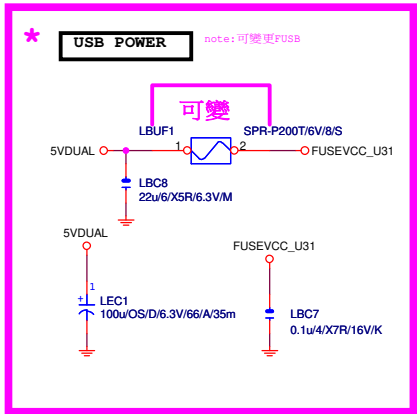 * USB POWER note:可變更FUSB
可變
LBUF1 SPR-P200T/6V/8/S
5VDUAL 1 2 FUSEVCC_U31
LBC8
22u/6/X5R/6.3V/M
5VDUAL
FUSEVCC_U31
1
+ LEC1
100u/OS/D/6.3V/66/A/35m
LBC7
0.1u/4/X7R/16V/K